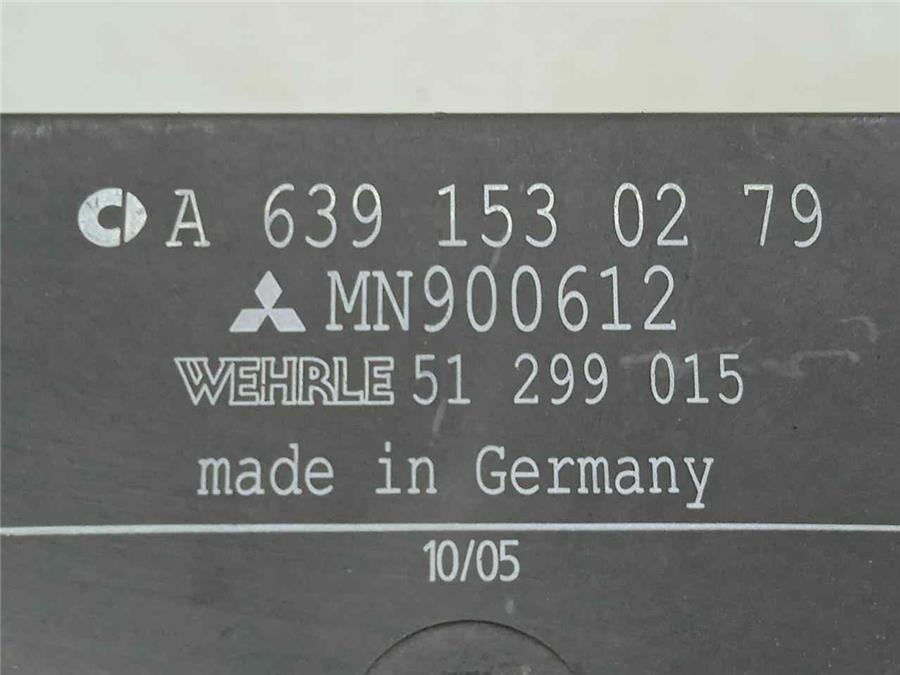 A 639 153 02 79
MN900612
WEHRLE 51 299 015
made in Germany
10/05